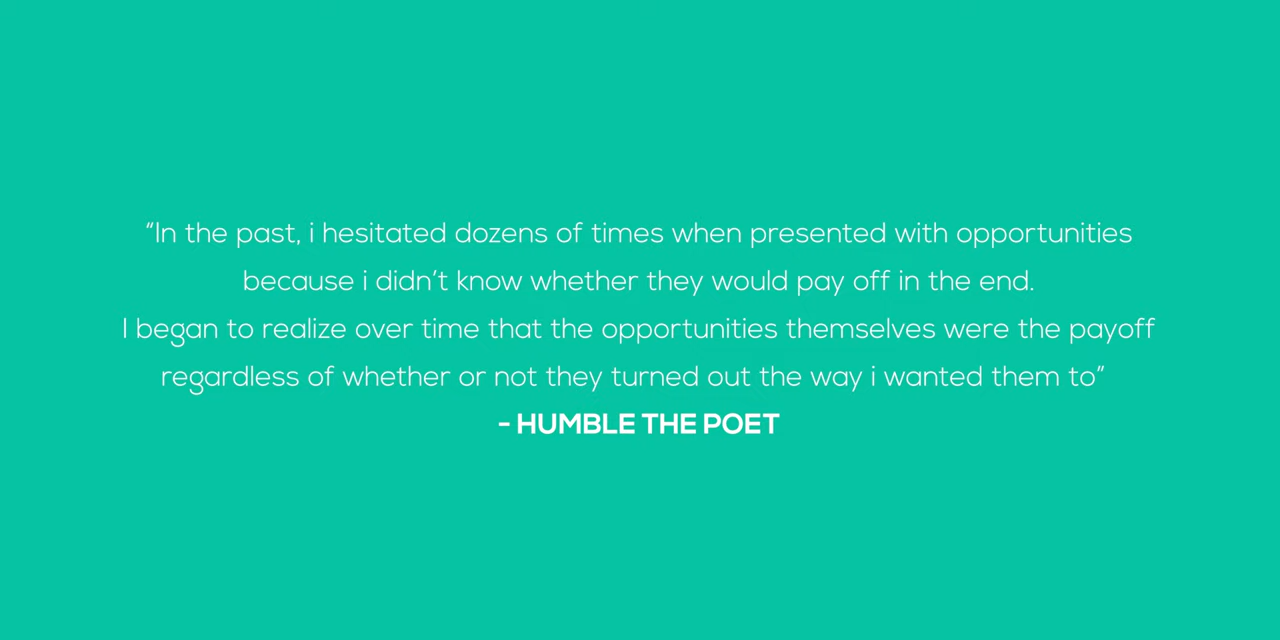 “In the past, i hesitated dozens of times when presented with opportunities
because i didn’t know whether they would pay off in the end.
I began to realize over time that the opportunities themselves were the payoff
regardless of whether or not they turned out the way i wanted them to”
- HUMBLE THE POET